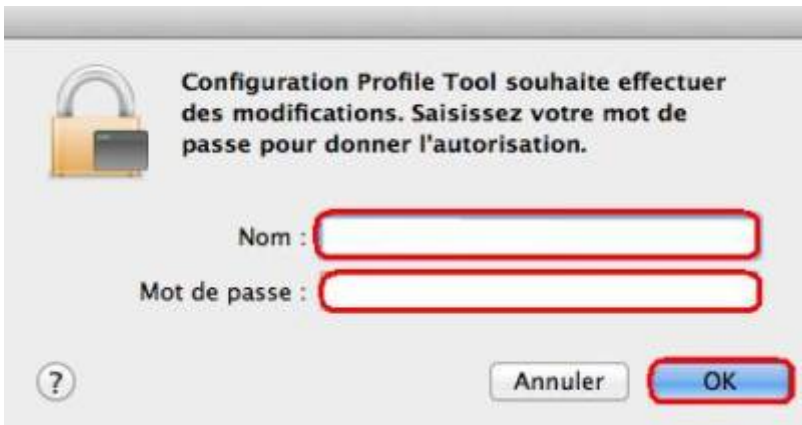 Configuration Profile Tool souhaite effectuer
des modifications. Saisissez votre mot de
passe pour donner l'autorisation.
Nom :
Mot de passe :
?
Annuler
OK